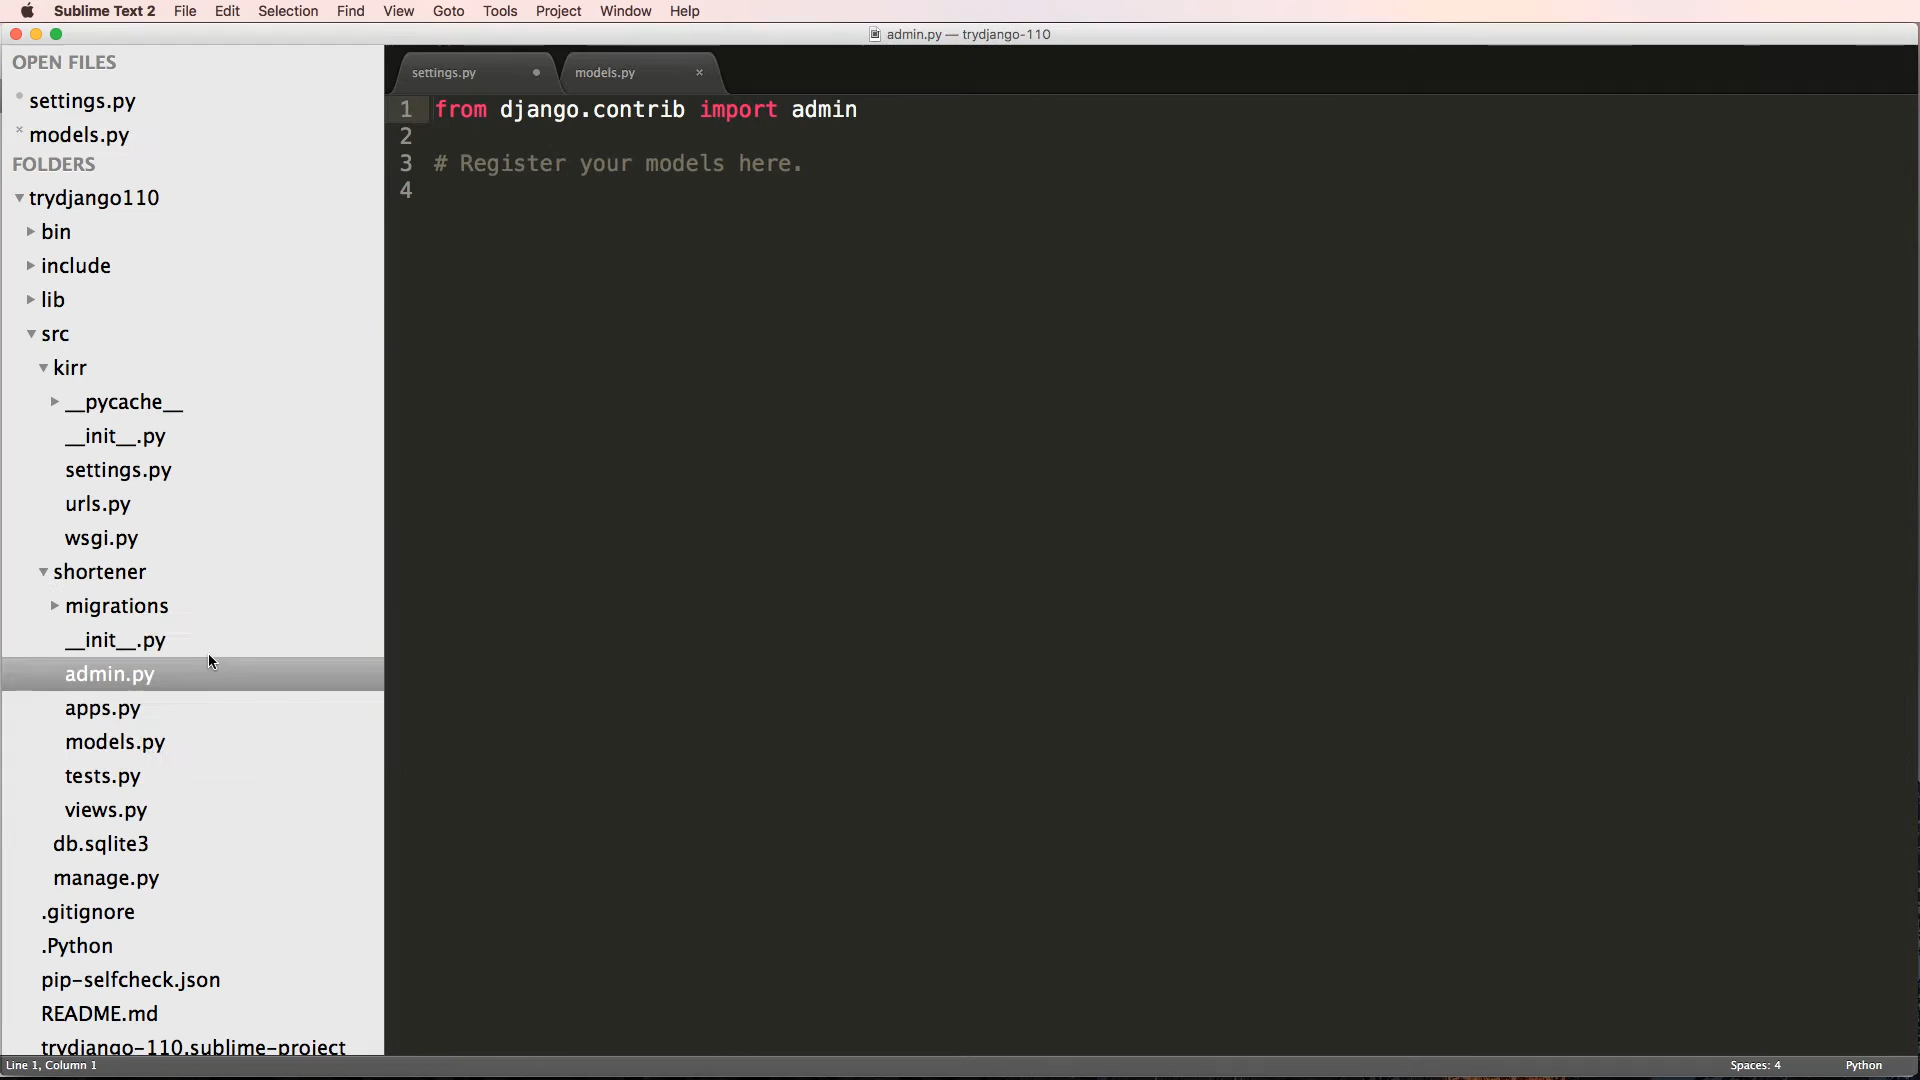 Sublime Text 2 File Edit Selection Find View Goto Tools Project Window Help
admin.py — trydjango-110
OPEN FILES
settings.py
models.py
FOLDERS
trydjango110
bin
include
lib
src
kirr
__pycache__
__init__.py
settings.py
urls.py
wsgi.py
shortener
migrations
__init__.py
admin.py
apps.py
models.py
tests.py
views.py
db.sqlite3
manage.py
.gitignore
.Python
pip-selfcheck.json
README.md
trydjango-110.sublime-project
settings.py models.py
1 from django.contrib import admin
2
3 # Register your models here.
4
Line 1, Column 1 Spaces: 4 Python